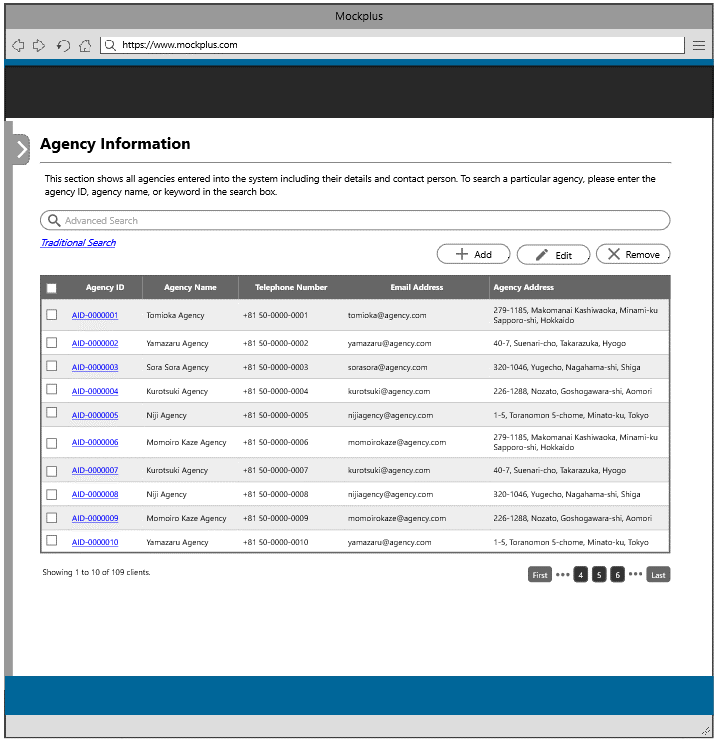 Mockplus
https://www.mockplus.com
Agency Information
This section shows all agencies entered into the system including their details and contact person. To search a particular agency, please enter the
agency ID, agency name, or keyword in the search box.
Advanced Search
Traditional Search
Add Edit Remove
Agency ID Agency Name Telephone Number Email Address Agency Address
AID-0000001 Tomioka Agency +81 50-0000-0001 tomioka@agency.com 279-1185, Makomanai Kashiwaoka, Minami-ku
Sapporo-shi, Hokkaido
AID-0000002 Yamazaru Agency +81 50-0000-0002 yamazaru@agency.com 40-7, Suenari-cho, Takarazuka, Hyogo
AID-0000003 Sora Sora Agency +81 50-0000-0003 sorasora@agency.com 320-1046, Yugecho, Nagahama-shi, Shiga
AID-0000004 Kurotsuki Agency +81 50-0000-0004 kurotsuki@agency.com 226-1288, Nozato, Goshogawara-shi, Aomori
AID-0000005 Niji Agency +81 50-0000-0005 nijiagency@agency.com 1-5, Toranomon 5-chome, Minato-ku, Tokyo
AID-0000006 Momoiro Kaze Agency +81 50-0000-0006 momoirokaze@agency.com 279-1185, Makomanai Kashiwaoka, Minami-ku
Sapporo-shi, Hokkaido
AID-0000007 Kurotsuki Agency +81 50-0000-0007 kurotsuki@agency.com 40-7, Suenari-cho, Takarazuka, Hyogo
AID-0000008 Niji Agency +81 50-0000-0008 nijiagency@agency.com 320-1046, Yugecho, Nagahama-shi, Shiga
AID-0000009 Momoiro Kaze Agency +81 50-0000-0009 momoirokaze@agency.com 226-1288, Nozato, Goshogawara-shi, Aomori
AID-0000010 Yamazaru Agency +81 50-0000-0010 yamazaru@agency.com 1-5, Toranomon 5-chome, Minato-ku, Tokyo
Showing 1 to 10 of 109 clients.
First ••• 4 5 6 ••• Last